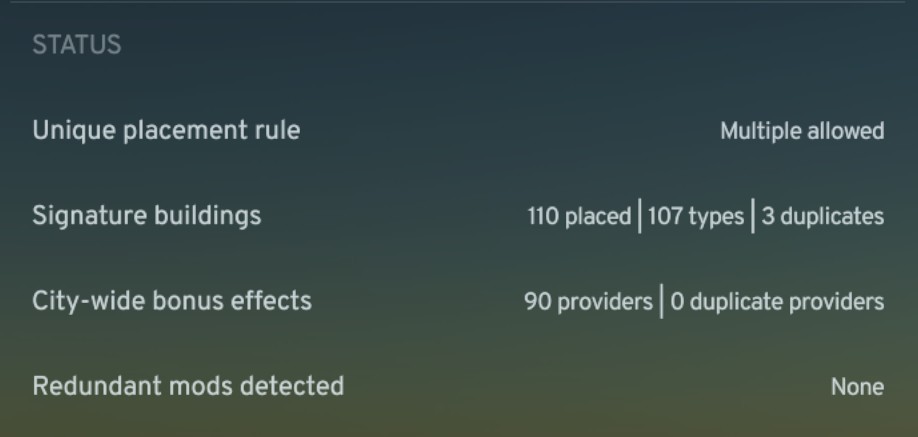 STATUS
Unique placement rule Multiple allowed
Signature buildings 110 placed | 107 types | 3 duplicates
City-wide bonus effects 90 providers | 0 duplicate providers
Redundant mods detected None